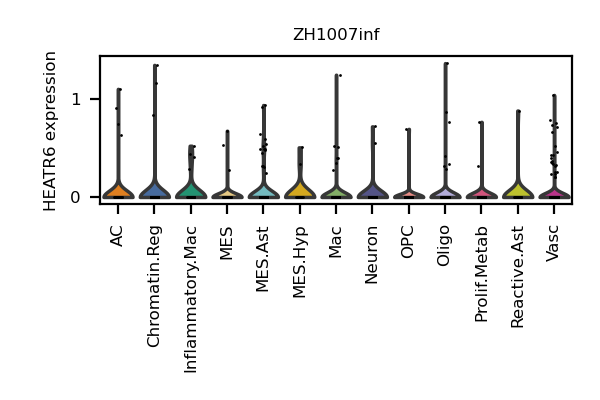 ZH1007inf
HEATR6 expression
1
0
AC
Chromatin.Reg
Inflammatory.Mac
MES
MES.Ast
MES.Hyp
Mac
Neuron
OPC
Oligo
Prolif.Metab
Reactive.Ast
Vasc